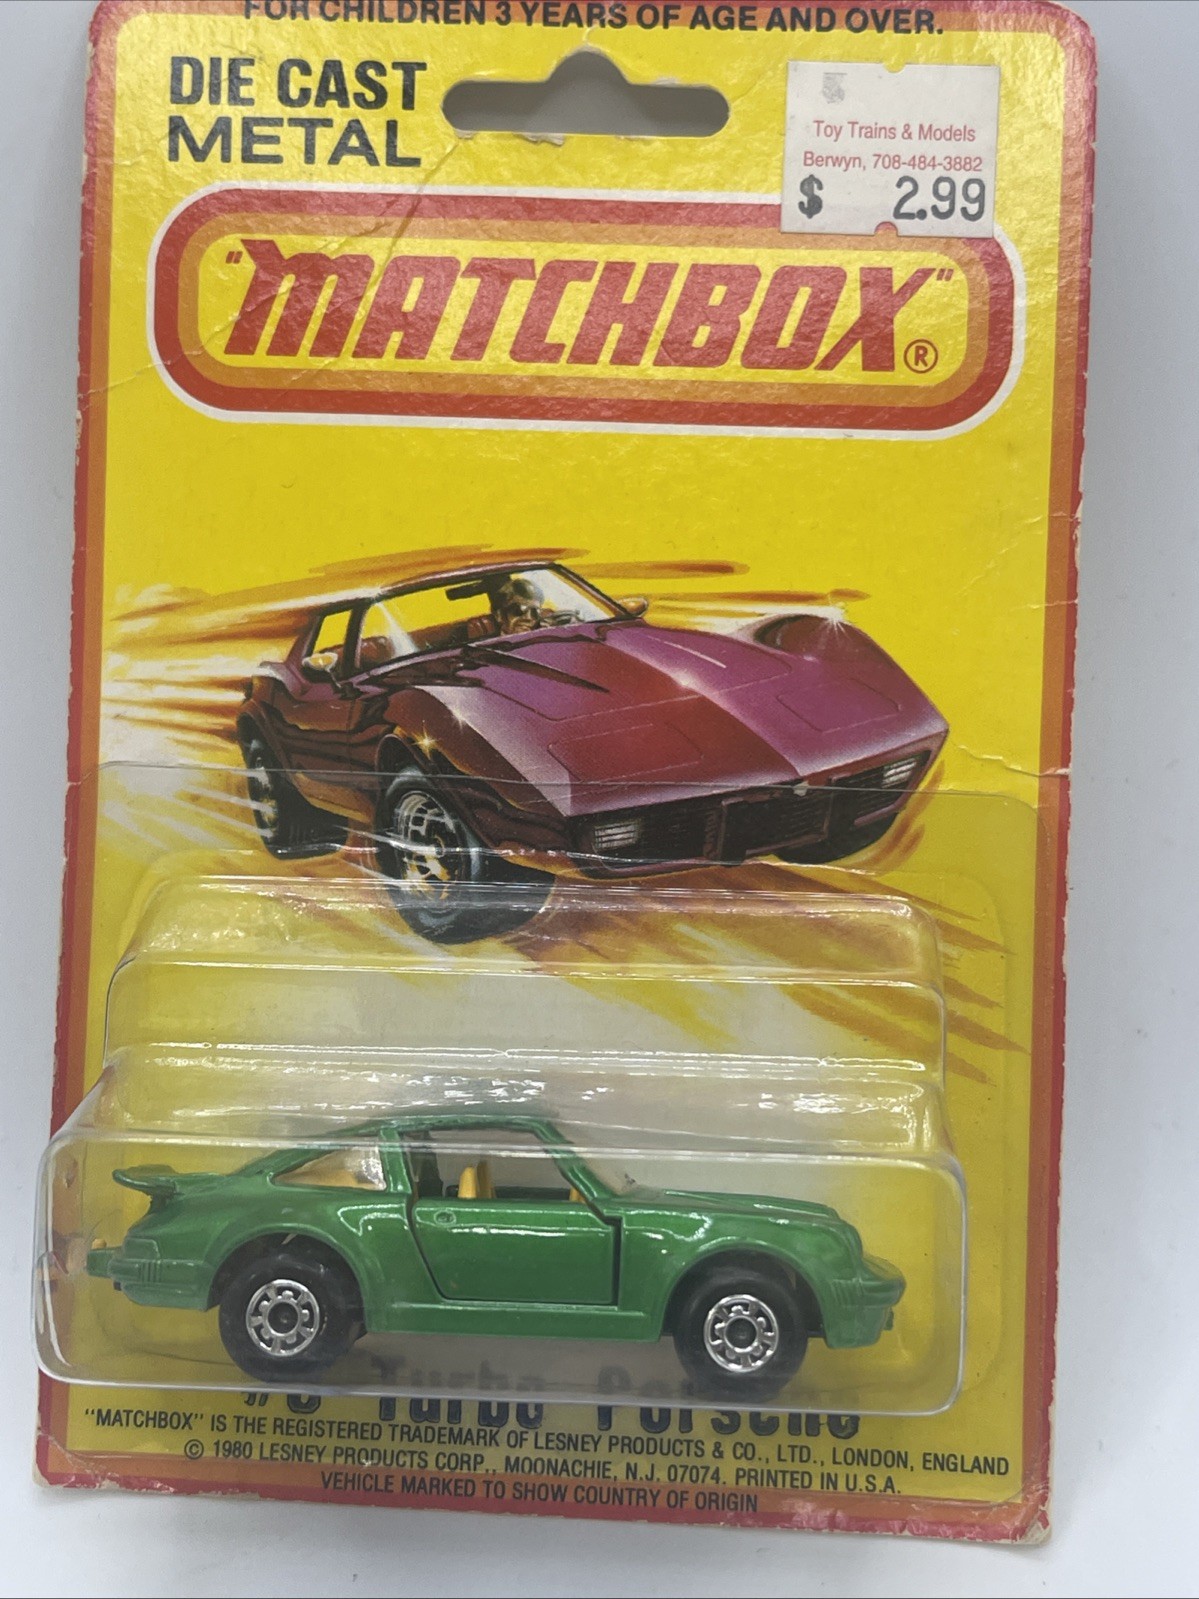 FOR CHILDREN 3 YEARS OF AGE AND OVER.
DIE CAST
METAL
Toy Trains & Models
Berwyn, 708-484-3882
$ 2.99
"MATCHBOX"®
Turbo Porsche
"MATCHBOX" IS THE REGISTERED TRADEMARK OF LESNEY PRODUCTS & CO., LTD., LONDON, ENGLAND
© 1980 LESNEY PRODUCTS CORP., MOONACHIE, N.J. 07074. PRINTED IN U.S.A.
VEHICLE MARKED TO SHOW COUNTRY OF ORIGIN